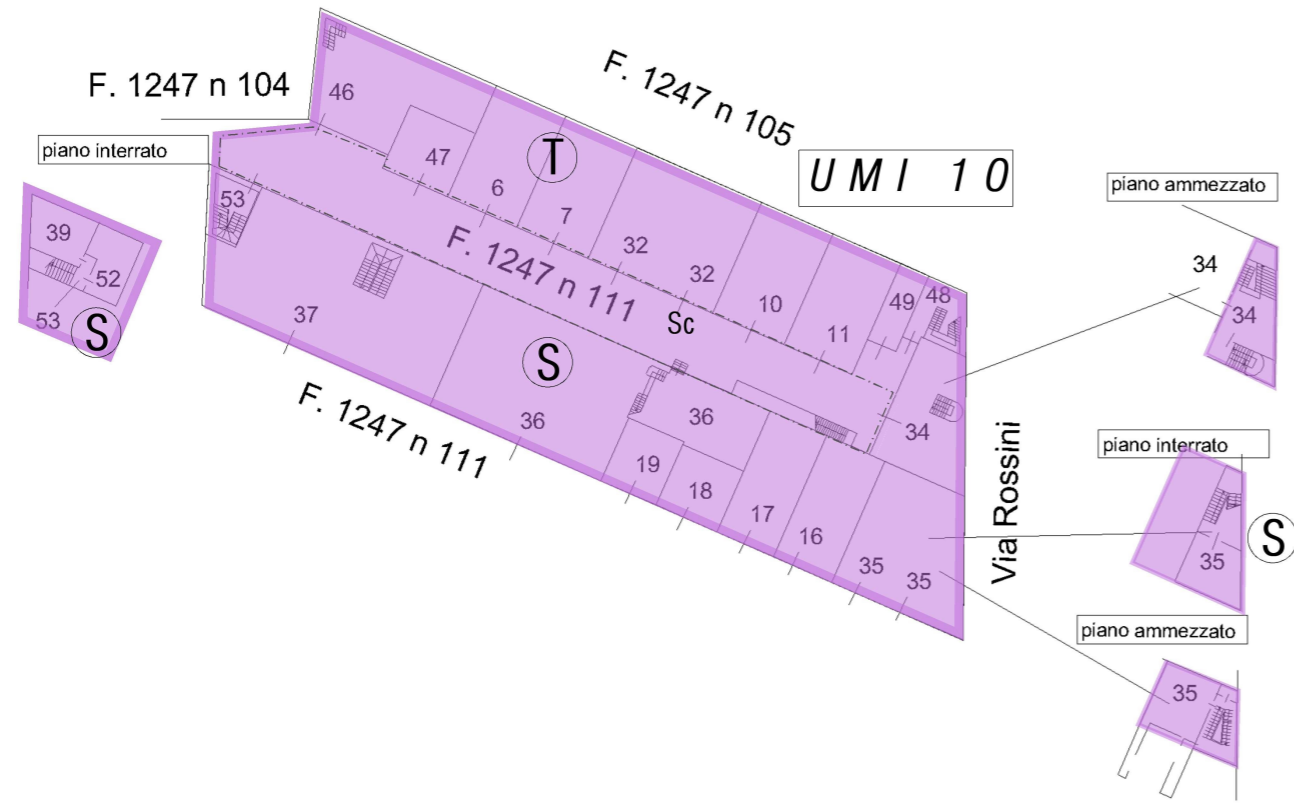 F. 1247 n 104
F. 1247 n 105
UMI 10
piano interrato
piano ammezzato
46
47
6
T
7
32
32
10
11
49
48
53
F. 1247 n 111
Sc
39
52
53
S
37
S
36
36
34
19
18
17
16
35
35
F. 1247 n 111
Via Rossini
34
34
piano interrato
35
S
piano ammezzato
35